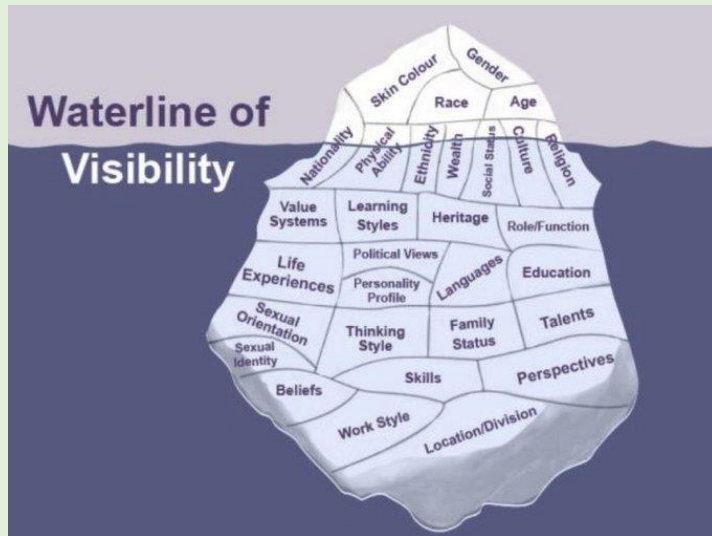 Waterline of
Visibility
Skin Colour
Gender
Race
Age
Nationality
Physical
Ability
Ethnicity
Wealth
Social Status
Culture
Religion
Value
Systems
Learning
Styles
Heritage
Role/Function
Life
Experiences
Political Views
Personality
Profile
Languages
Education
Sexual
Orientation
Sexual
Identity
Thinking
Style
Family
Status
Talents
Beliefs
Skills
Perspectives
Work Style
Location/Division